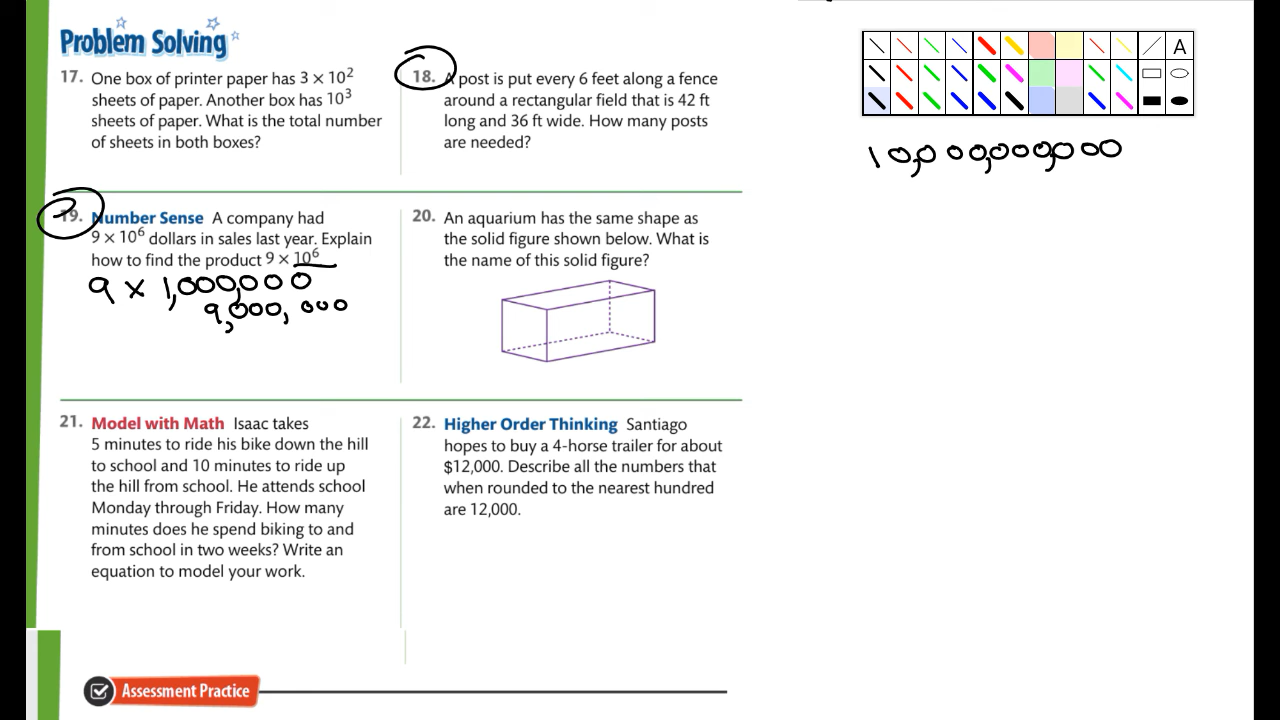 Problem Solving
17. One box of printer paper has 3 × 10²
sheets of paper. Another box has 10³
sheets of paper. What is the total number
of sheets in both boxes?
18. A post is put every 6 feet along a fence
around a rectangular field that is 42 ft
long and 36 ft wide. How many posts
are needed?
A
10,000,000,000
19. Number Sense A company had
9 × 10⁶ dollars in sales last year. Explain
how to find the product 9 × 10⁶
9 × 1,000,000
9,000,000
20. An aquarium has the same shape as
the solid figure shown below. What is
the name of this solid figure?
21. Model with Math Isaac takes
5 minutes to ride his bike down the hill
to school and 10 minutes to ride up
the hill from school. He attends school
Monday through Friday. How many
minutes does he spend biking to and
from school in two weeks? Write an
equation to model your work.
22. Higher Order Thinking Santiago
hopes to buy a 4-horse trailer for about
$12,000. Describe all the numbers that
when rounded to the nearest hundred
are 12,000.
Assessment Practice